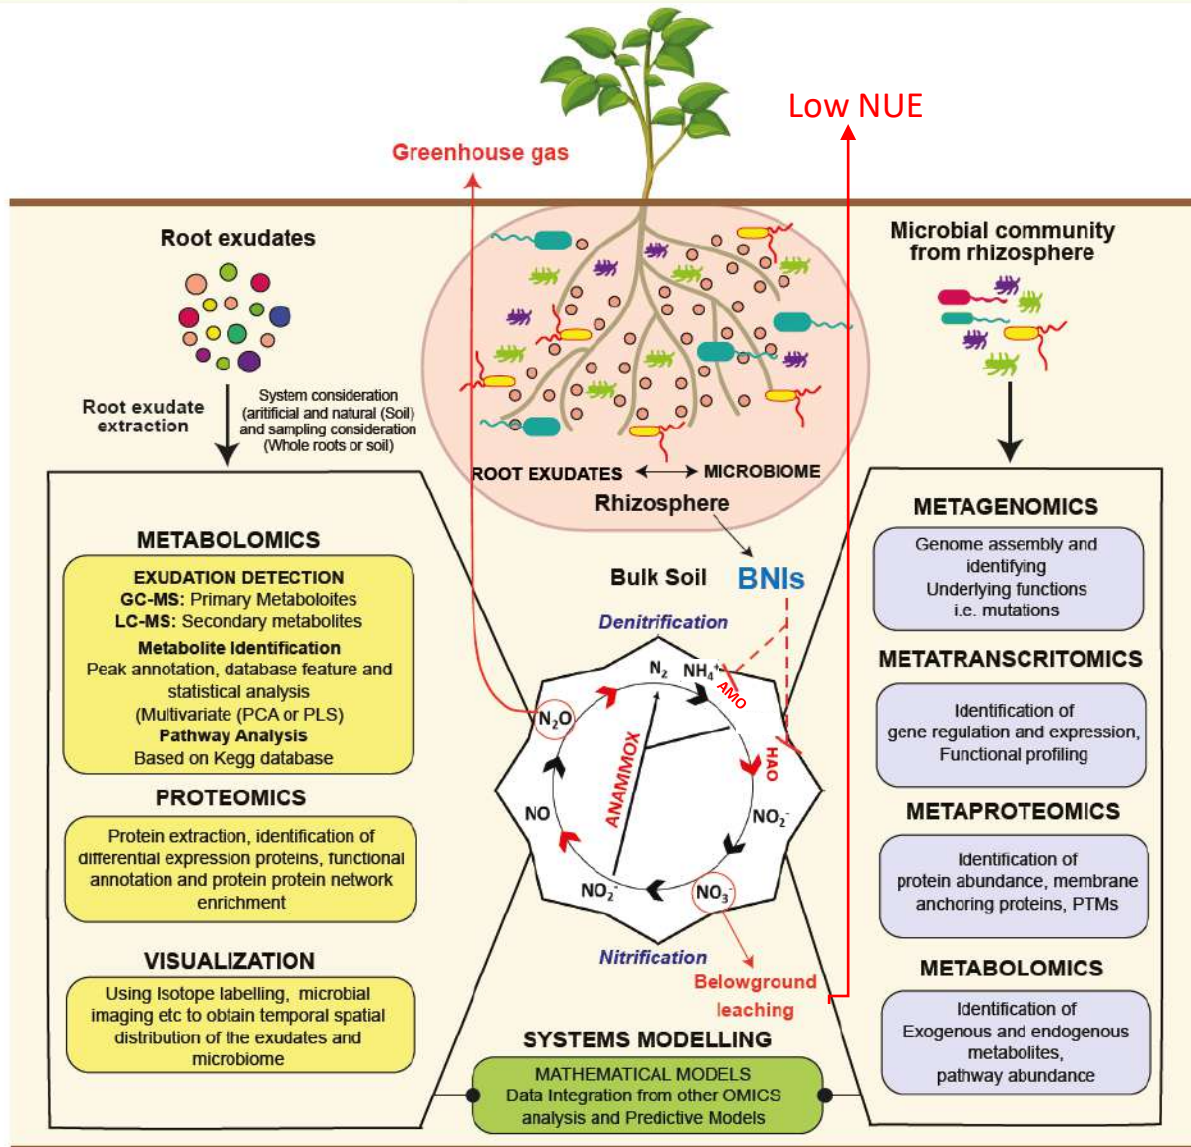 Low NUE
Greenhouse gas
Root exudates
Root exudate
extraction
System consideration
(aritificial and natural (Soil)
and sampling consideration
(Whole roots or soil)
METABOLOMICS
EXUDATION DETECTION
GC-MS: Primary Metaboloites
LC-MS: Secondary metabolites
Metabolite Identification
Peak annotation, database feature and
statistical analysis
(Multivariate (PCA or PLS)
Pathway Analysis
Based on Kegg database
PROTEOMICS
Protein extraction, identification of
differential expression proteins, functional
annotation and protein protein network
enrichment
VISUALIZATION
Using Isotope labelling, microbial
imaging etc to obtain temporal spatial
distribution of the exudates and
microbiome
ROOT EXUDATES
MICROBIOME
Rhizosphere
Bulk Soil
BNIs
Denitrification
N₂
NH₄⁺
AMO
HAO
NO₂⁻
NO₃⁻
NO₂⁻
NO
N₂O
ANAMMOX
Nitrification
Belowground
leaching
SYSTEMS MODELLING
MATHEMATICAL MODELS
Data Integration from other OMICS
analysis and Predictive Models
Microbial community
from rhizosphere
METAGENOMICS
Genome assembly and
identifying
Underlying functions
i.e. mutations
METATRANSCRITOMICS
Identification of
gene regulation and expression,
Functional profiling
METAPROTEOMICS
Identification of
protein abundance, membrane
anchoring proteins, PTMs
METABOLOMICS
Identification of
Exogenous and endogenous
metabolites,
pathway abundance